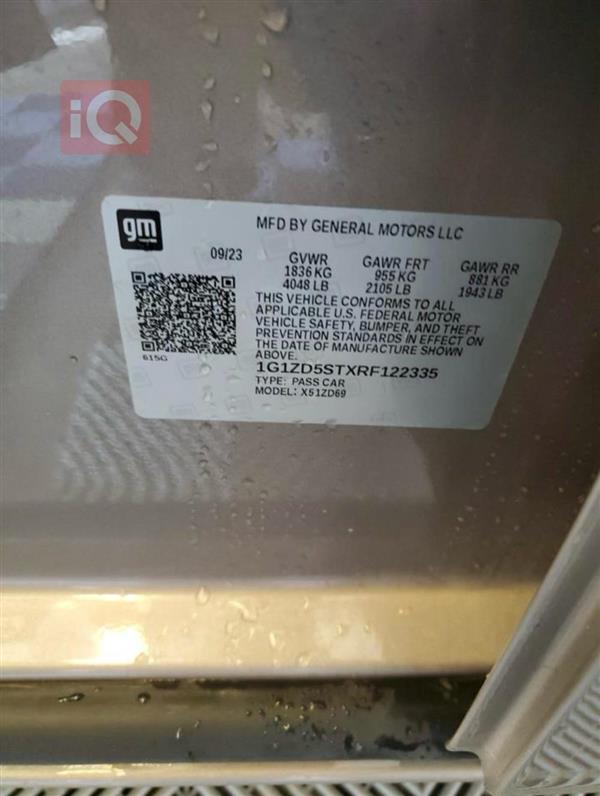 iQ
gm
MFD BY GENERAL MOTORS LLC
09/23
GVWR GAWR FRT GAWR RR
1836 KG 955 KG 881 KG
4048 LB 2105 LB 1943 LB
THIS VEHICLE CONFORMS TO ALL
APPLICABLE U.S. FEDERAL MOTOR
VEHICLE SAFETY, BUMPER, AND THEFT
PREVENTION STANDARDS IN EFFECT ON
THE DATE OF MANUFACTURE SHOWN
ABOVE.
615G
1G1ZD5STXRF122335
TYPE: PASS CAR
MODEL: X51ZD69